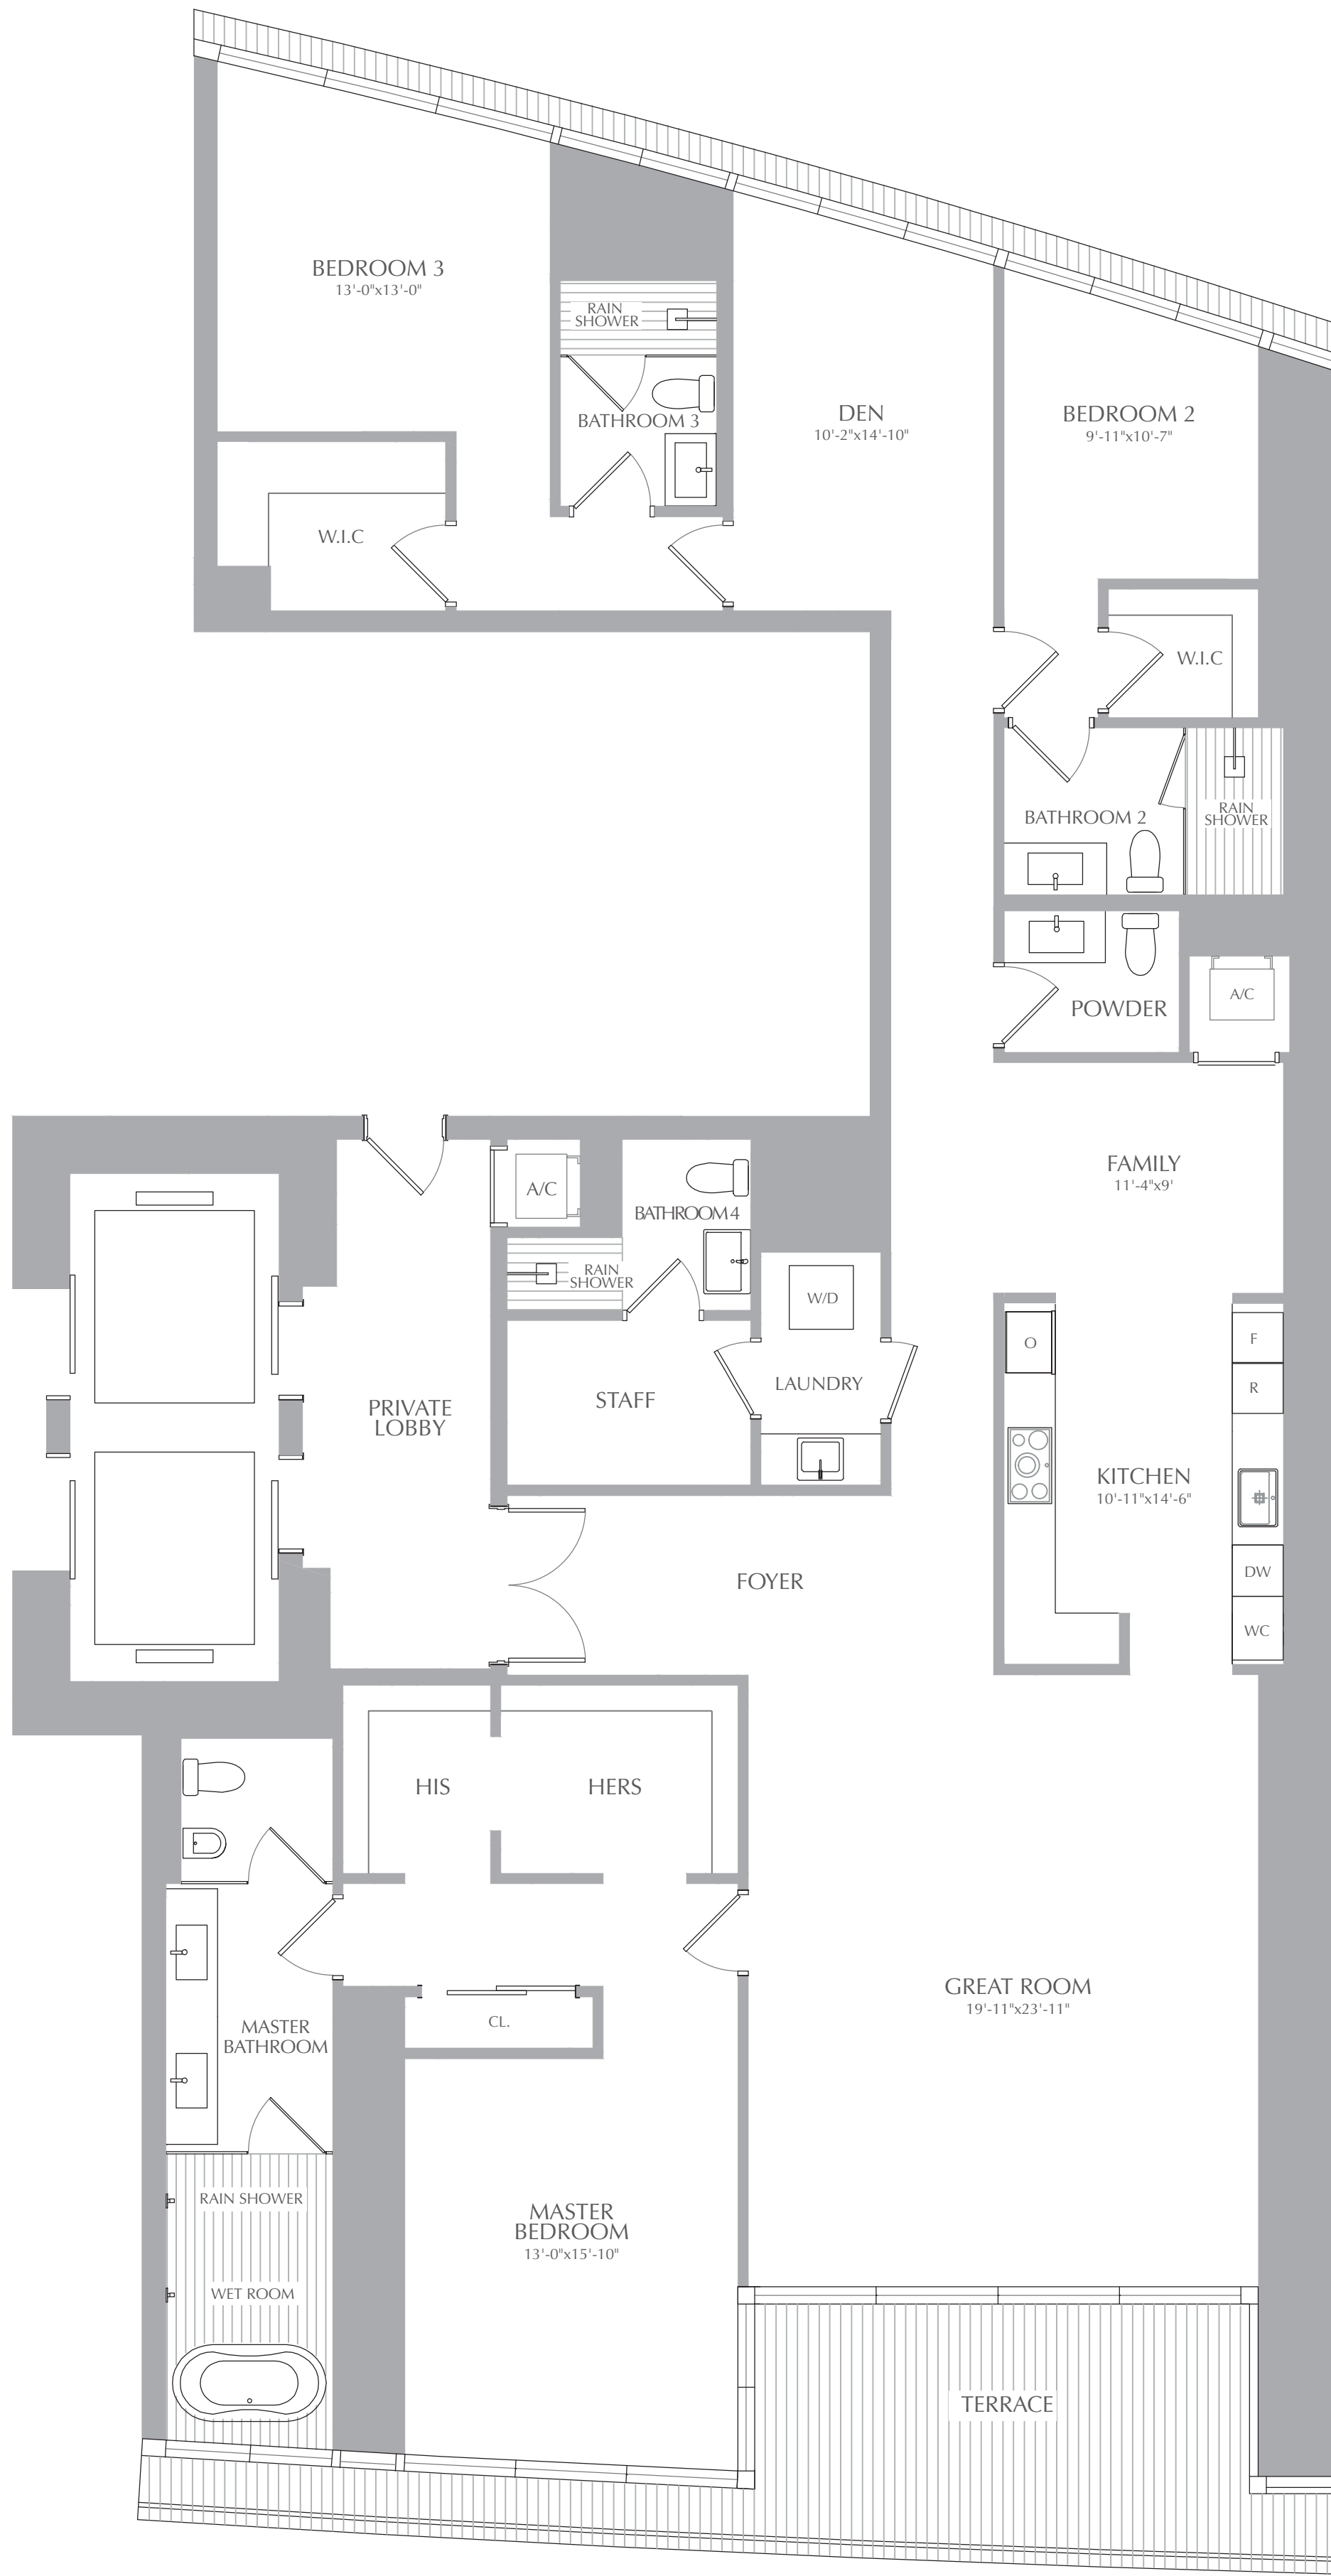 BEDROOM 3
13'-0"x13'-0"
RAIN
SHOWER
BATHROOM 3
DEN
10'-2"x14'-10"
BEDROOM 2
9'-11"x10'-7"
W.I.C
W.I.C
BATHROOM 2
RAIN
SHOWER
POWDER
A/C
FAMILY
11'-4"x9'
A/C
BATHROOM 4
RAIN
SHOWER
W/D
LAUNDRY
STAFF
PRIVATE
LOBBY
O
F
R
KITCHEN
10'-11"x14'-6"
DW
WC
FOYER
HIS
HERS
GREAT ROOM
19'-11"x23'-11"
CL.
MASTER
BATHROOM
RAIN SHOWER
WET ROOM
MASTER
BEDROOM
13'-0"x15'-10"
TERRACE